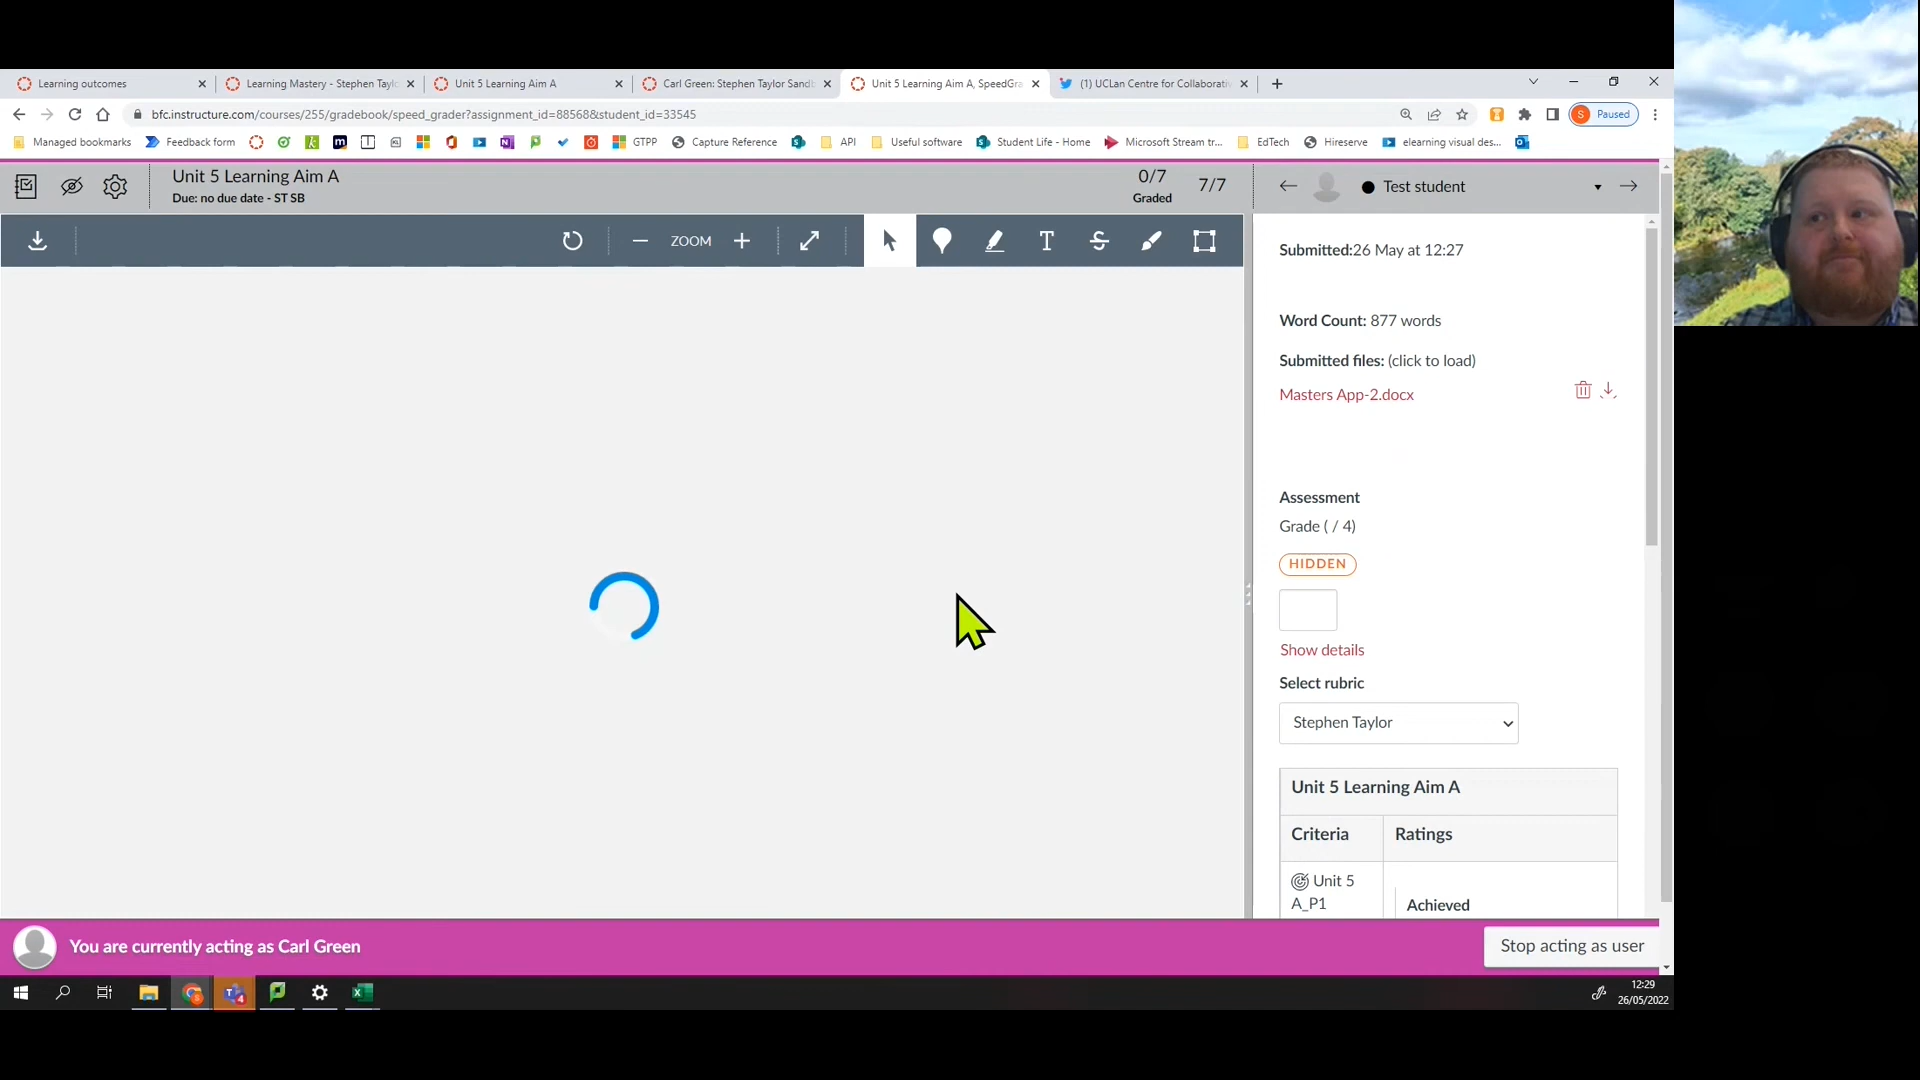 Learning outcomes
Learning Mastery - Stephen Taylo
Unit 5 Learning Aim A
Carl Green: Stephen Taylor Sandb
Unit 5 Learning Aim A, SpeedGra
(1) UCLan Centre for Collaborativ
bfc.instructure.com/courses/255/gradebook/speed_grader?assignment_id=88568&student_id=33545
S Paused
Managed bookmarks
Feedback form
GTPP
Capture Reference
API
Useful software
Student Life - Home
Microsoft Stream tr...
EdTech
Hireserve
elearning visual des...
Unit 5 Learning Aim A
Due: no due date - ST SB
0/7
Graded
7/7
Test student
ZOOM
T
S
Submitted:26 May at 12:27
Word Count: 877 words
Submitted files: (click to load)
Masters App-2.docx
Assessment
Grade ( / 4)
HIDDEN
Show details
Select rubric
Stephen Taylor
Unit 5 Learning Aim A
Criteria Ratings
Unit 5
A_P1
Achieved
You are currently acting as Carl Green
Stop acting as user
12:29
26/05/2022